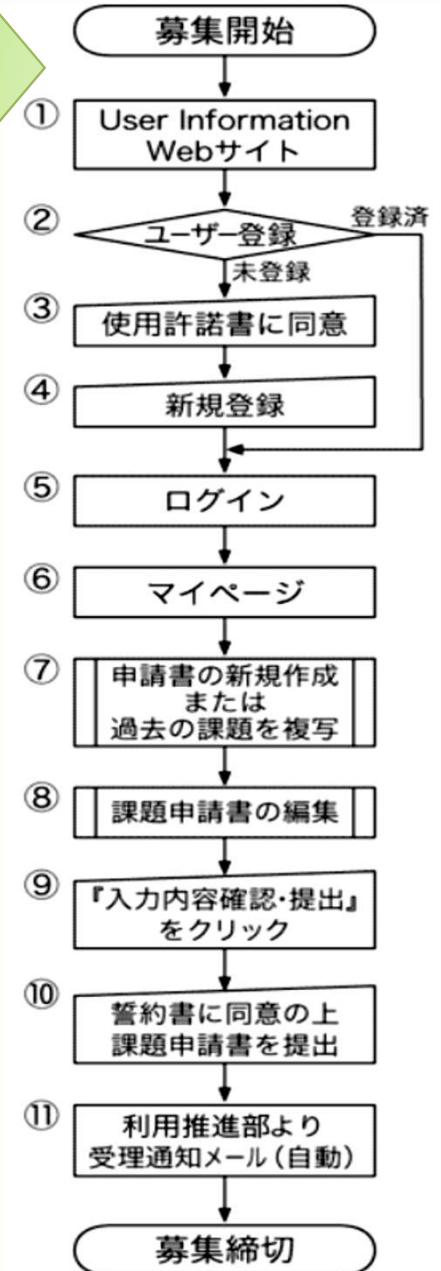 募集開始
① User Information
Webサイト
② ユーザー登録
登録済
未登録
③ 使用許諾書に同意
④ 新規登録
⑤ ログイン
⑥ マイページ
⑦ 申請書の新規作成
または
過去の課題を複写
⑧ 課題申請書の編集
⑨ 『入力内容確認・提出』
をクリック
⑩ 誓約書に同意の上
課題申請書を提出
⑪ 利用推進部より
受理通知メール（自動）
募集締切